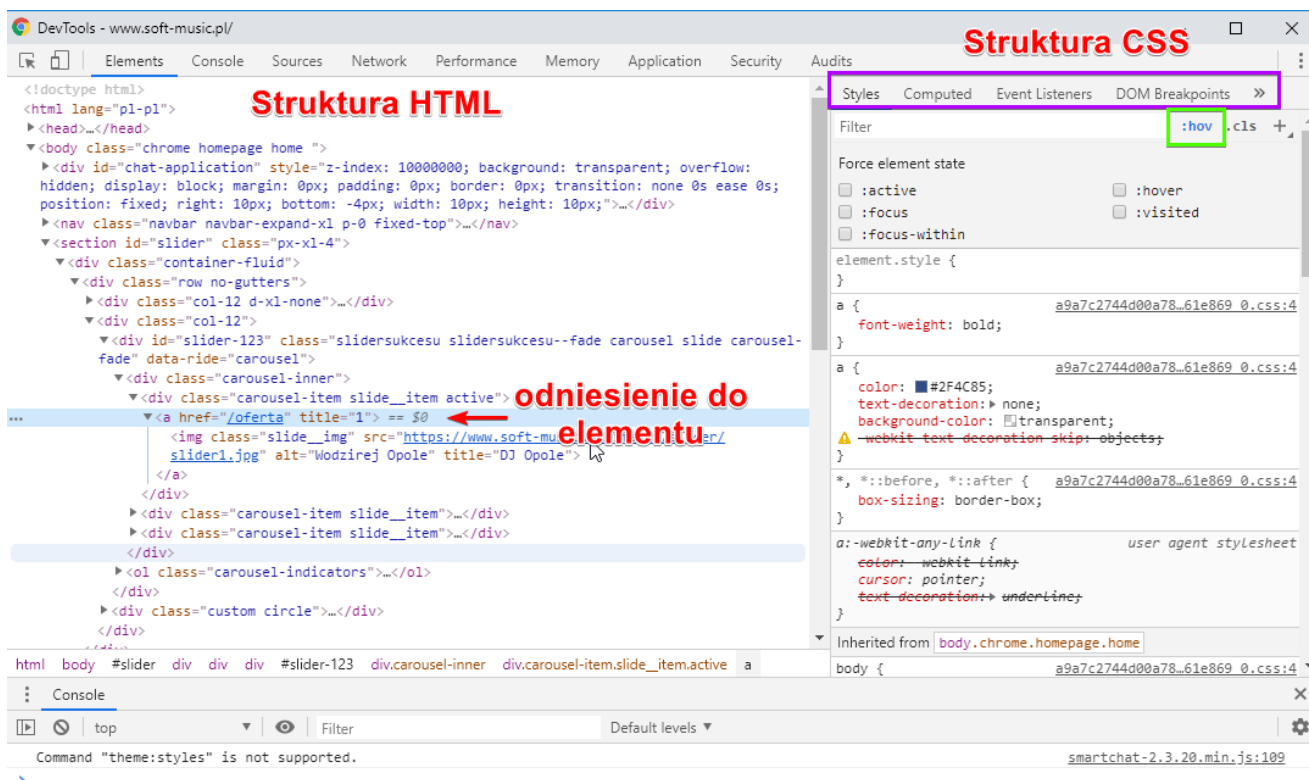 DevTools - www.soft-music.pl/
Struktura CSS
Elements Console Sources Network Performance Memory Application Security Audits
Struktura HTML
<!doctype html>
<html lang="pl-pl">
<head>…</head>
<body class="chrome homepage home ">
<div id="chat-application" style="z-index: 10000000; background: transparent; overflow:
hidden; display: block; margin: 0px; padding: 0px; border: 0px; transition: none 0s ease 0s;
position: fixed; right: 10px; bottom: -4px; width: 10px; height: 10px;">…</div>
<nav class="navbar navbar-expand-xl p-0 fixed-top">…</nav>
<section id="slider" class="px-xl-4">
<div class="container-fluid">
<div class="row no-gutters">
<div class="col-12 d-xl-none">…</div>
<div class="col-12">
<div id="slider-123" class="slidersukcesu slidersukcesu--fade carousel slide carousel-
fade" data-ride="carousel">
<div class="carousel-inner">
<div class="carousel-item slide__item active">
odniesienie do
elementu
… <a href="/oferta" title="1"> == $0
<img class="slide__img" src="https://www.soft-mu er/
slider1.jpg" alt="Wodzirej Opole" title="DJ Opole">
</a>
</div>
<div class="carousel-item slide__item">…</div>
<div class="carousel-item slide__item">…</div>
</div>
<ol class="carousel-indicators">…</ol>
</div>
<div class="custom circle">…</div>
</div>
html body #slider div div div #slider-123 div.carousel-inner div.carousel-item.slide__item.active a
Styles Computed Event Listeners DOM Breakpoints »
Filter :hov .cls +
Force element state
:active :hover
:focus :visited
:focus-within
element.style {
}
a { a9a7c2744d00a78…61e869 0.css:4
font-weight: bold;
}
a { a9a7c2744d00a78…61e869 0.css:4
color: #2F4C85;
text-decoration: none;
background-color: transparent;
-webkit-text-decoration-skip: objects;
}
*, *::before, *::after { a9a7c2744d00a78…61e869 0.css:4
box-sizing: border-box;
}
a:-webkit-any-link { user agent stylesheet
color: -webkit-link;
cursor: pointer;
text-decoration: underline;
}
Inherited from body.chrome.homepage.home
body { a9a7c2744d00a78…61e869 0.css:4
Console
top Filter Default levels ▼
Command "theme:styles" is not supported. smartchat-2.3.20.min.js:109